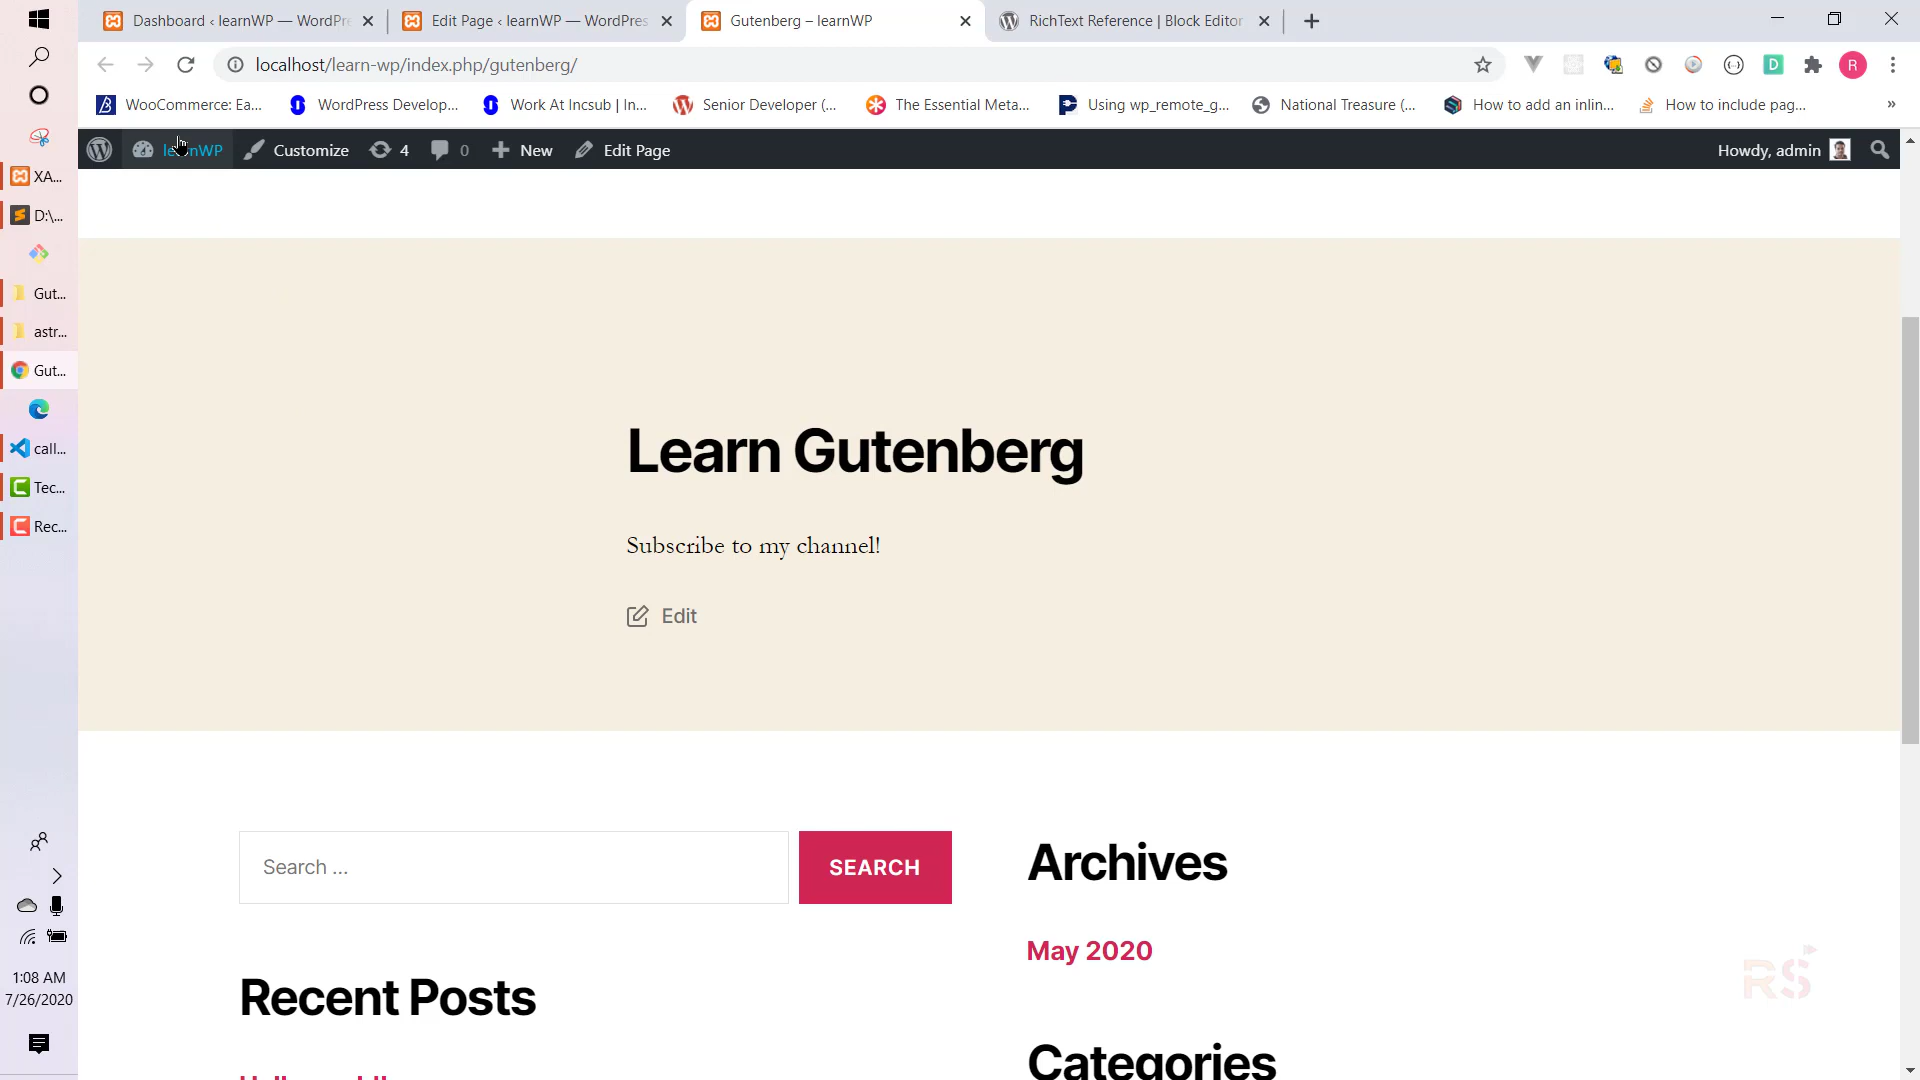 Dashboard ‹ learnWP — WordPre
Edit Page ‹ learnWP — WordPres
Gutenberg – learnWP
RichText Reference | Block Editor
localhost/learn-wp/index.php/gutenberg/
R
WooCommerce: Ea...
WordPress Develop...
Work At Incsub | In...
Senior Developer (...
The Essential Meta...
Using wp_remote_g...
National Treasure (...
How to add an inlin...
How to include pag...
»
learnWP
Customize
4
0
New
Edit Page
Howdy, admin
XA...
D:\...
Gut...
astr...
Gut...
call...
Tec...
Rec...
1:08 AM
7/26/2020
Learn Gutenberg
Subscribe to my channel!
Edit
Search ...
SEARCH
Archives
May 2020
Recent Posts
Categories
RS